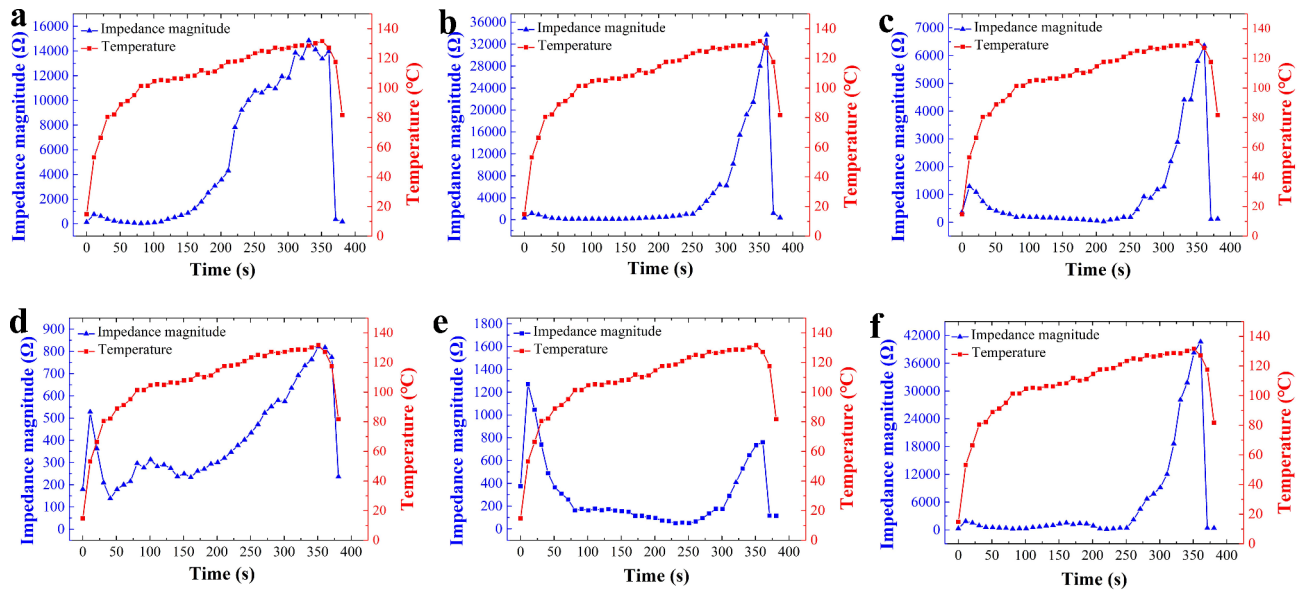 a
Impedance magnitude
Temperature
Impedance magnitude (Ω)
16000
14000
12000
10000
8000
6000
4000
2000
0
140
120
100
80
60
40
20
0
Temperature (℃)
0 50 100 150 200 250 300 350 400
Time (s)
b
Impedance magnitude
Temperature
Impedance magnitude (Ω)
36000
32000
28000
24000
20000
16000
12000
8000
4000
0
140
120
100
80
60
40
20
0
Temperature (℃)
0 50 100 150 200 250 300 350 400
Time (s)
c
Impedance magnitude
Temperature
Impedance magnitude (Ω)
7000
6000
5000
4000
3000
2000
1000
0
140
120
100
80
60
40
20
0
Temperature (℃)
0 50 100 150 200 250 300 350 400
Time (s)
d
Impedance magnitude
Temperature
Impedance magnitude (Ω)
900
800
700
600
500
400
300
200
100
0
140
120
100
80
60
40
20
0
Temperature (℃)
0 50 100 150 200 250 300 350 400
Time (s)
e
Impedance magnitude
Temperature
Impedance magnitude (Ω)
1800
1600
1400
1200
1000
800
600
400
200
0
140
120
100
80
60
40
20
0
Temperature (℃)
0 50 100 150 200 250 300 350 400
Time (s)
f
Impedance magnitude
Temperature
Impedance magnitude (Ω)
42000
36000
30000
24000
18000
12000
6000
0
140
120
100
80
60
40
20
0
Temperature (℃)
0 50 100 150 200 250 300 350 400
Time (s)